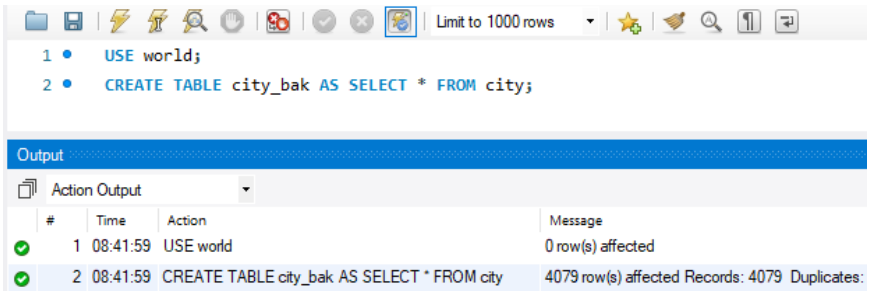 Limit to 1000 rows
1 USE world;
2 CREATE TABLE city_bak AS SELECT * FROM city;
Output
Action Output
# Time Action Message
1 08:41:59 USE world 0 row(s) affected
2 08:41:59 CREATE TABLE city_bak AS SELECT * FROM city 4079 row(s) affected Records: 4079 Duplicates: